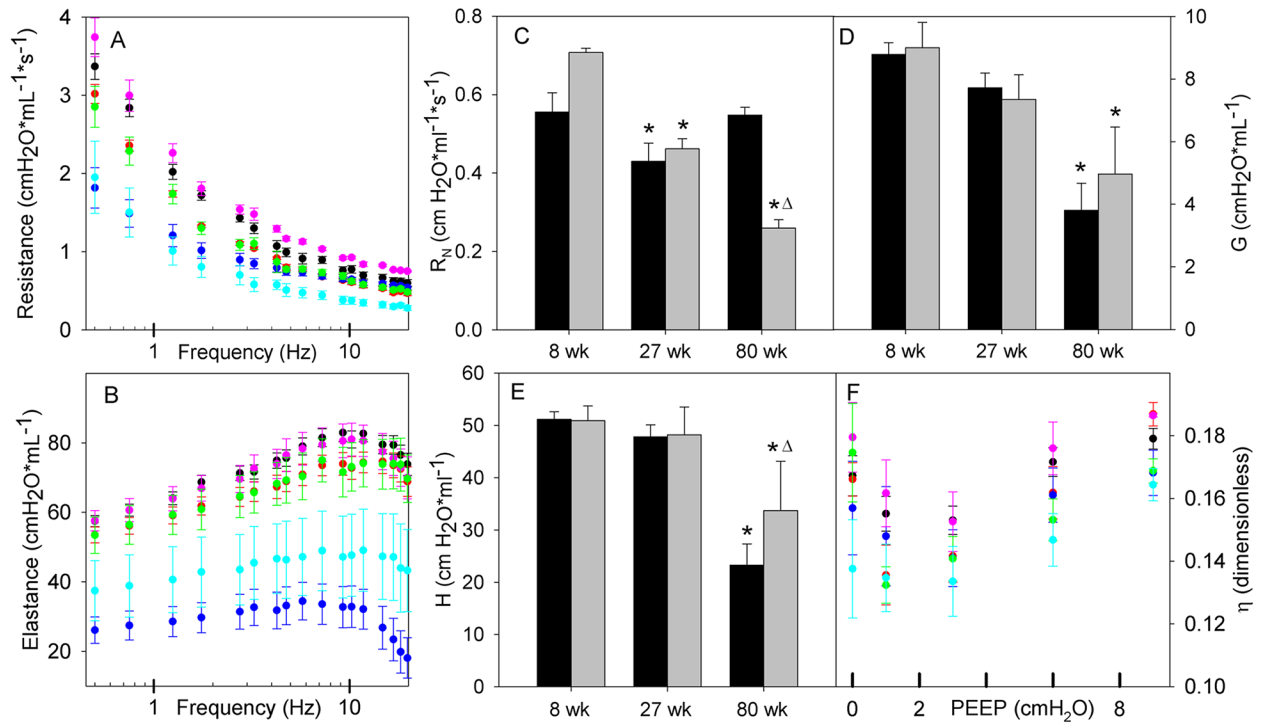 A
4
3
2
1
0
Resistance (cmH2O*mL-1*s-1)
1
10
Frequency (Hz)
C
0.8
0.6
0.4
0.2
0.0
RN (cm H2O*ml-1*s-1)
* *
*Δ
8 wk 27 wk 80 wk
D
10
8
6
4
2
0
G (cmH2O*mL-1)
* *
8 wk 27 wk 80 wk
B
80
60
40
20
Elastance (cmH2O*mL-1)
1
10
Frequency (Hz)
E
60
50
40
30
20
10
0
H (cm H2O*ml-1)
*
*Δ
8 wk 27 wk 80 wk
F
0.18
0.16
0.14
0.12
0.10
η (dimensionless)
0 2 PEEP (cmH2O) 8